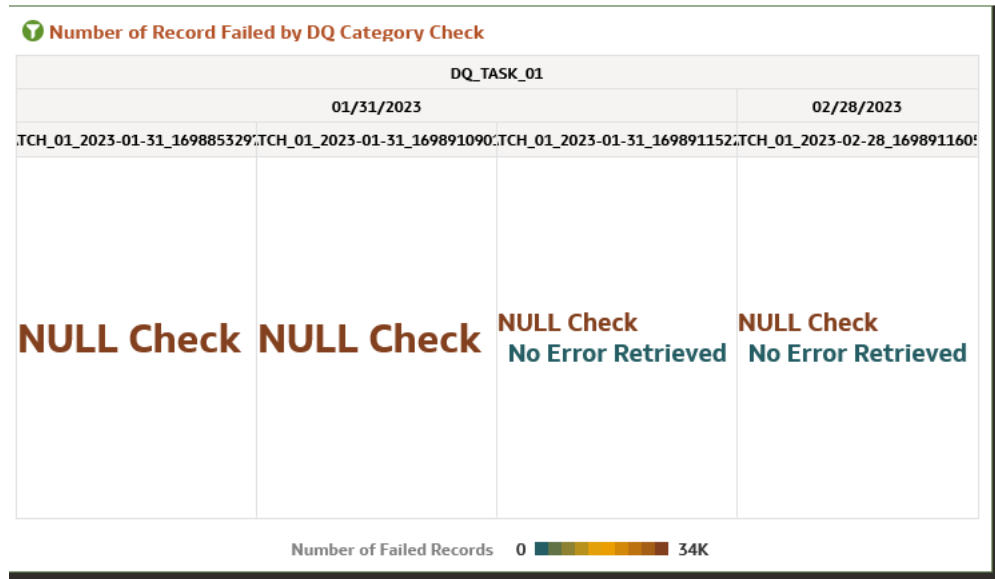 Number of Record Failed by DQ Category Check
DQ_TASK_01
01/31/2023 02/28/2023
TCH_01_2023-01-31_169885329 TCH_01_2023-01-31_169891090 TCH_01_2023-01-31_169891152 TCH_01_2023-02-28_169891160
NULL Check NULL Check NULL Check NULL Check
No Error Retrieved No Error Retrieved
Number of Failed Records 0 34K